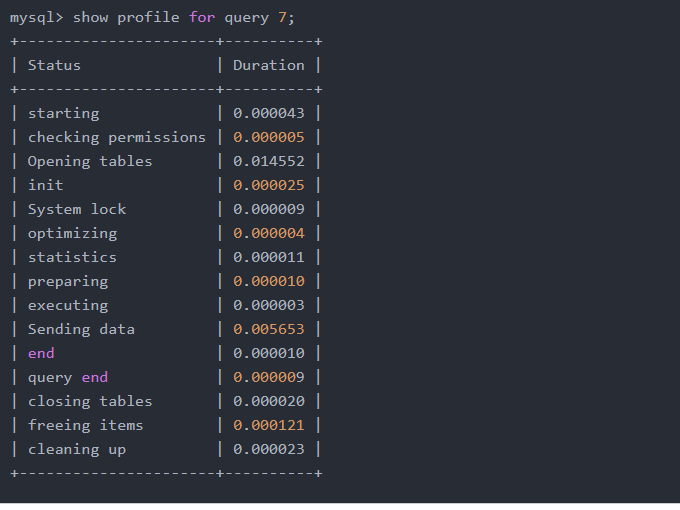 mysql> show profile for query 7;
+----------------------+----------+
| Status               | Duration |
+----------------------+----------+
| starting             | 0.000043 |
| checking permissions | 0.000005 |
| Opening tables       | 0.014552 |
| init                 | 0.000025 |
| System lock          | 0.000009 |
| optimizing           | 0.000004 |
| statistics           | 0.000011 |
| preparing            | 0.000010 |
| executing            | 0.000003 |
| Sending data         | 0.005653 |
| end                  | 0.000010 |
| query end            | 0.000009 |
| closing tables       | 0.000020 |
| freeing items        | 0.000121 |
| cleaning up          | 0.000023 |
+----------------------+----------+